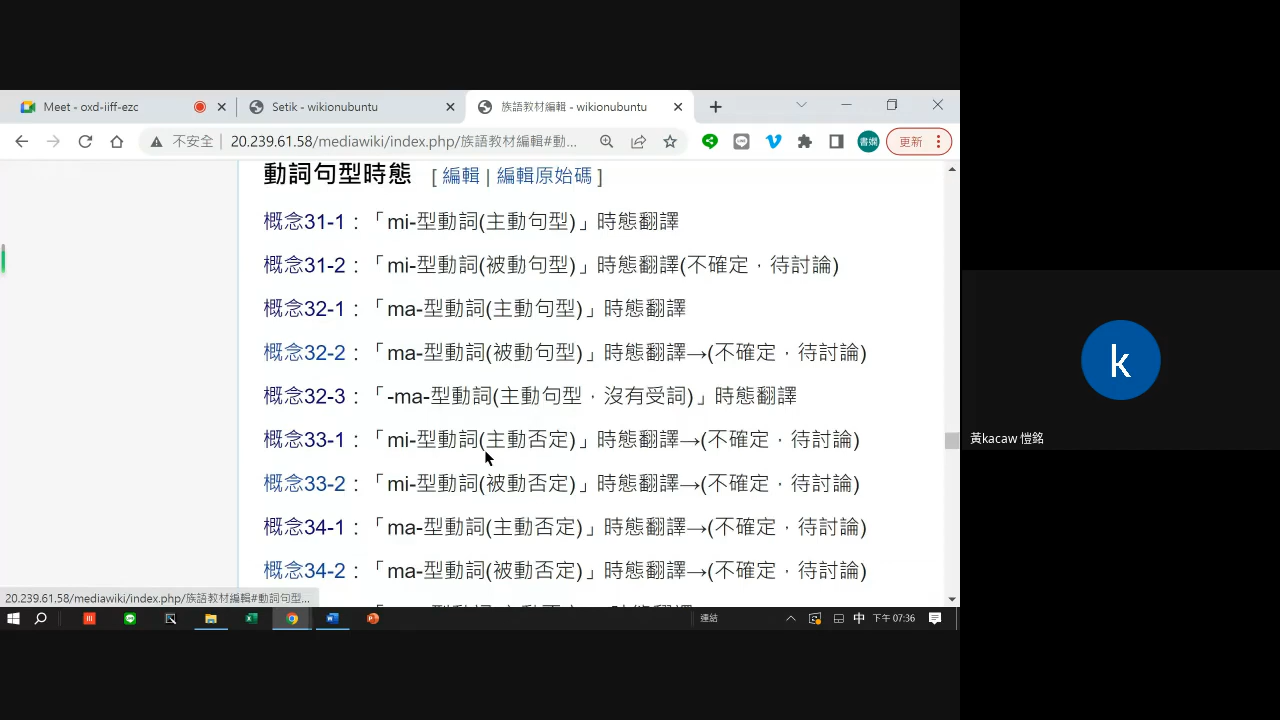 Meet - oxd-iiff-ezc
Setik - wikionubuntu
族語教材編輯 - wikionubuntu
不安全
20.239.61.58/mediawiki/index.php/族語教材編輯#動...
書嫻
更新
動詞句型時態 [ 編輯 | 編輯原始碼 ]
概念31-1：「mi-型動詞(主動句型)」時態翻譯
概念31-2：「mi-型動詞(被動句型)」時態翻譯(不確定，待討論)
概念32-1：「ma-型動詞(主動句型)」時態翻譯
概念32-2：「ma-型動詞(被動句型)」時態翻譯→(不確定，待討論)
概念32-3：「-ma-型動詞(主動句型，沒有受詞)」時態翻譯
概念33-1：「mi-型動詞(主動否定)」時態翻譯→(不確定，待討論)
概念33-2：「mi-型動詞(被動否定)」時態翻譯→(不確定，待討論)
概念34-1：「ma-型動詞(主動否定)」時態翻譯→(不確定，待討論)
概念34-2：「ma-型動詞(被動否定)」時態翻譯→(不確定，待討論)
20.239.61.58/mediawiki/index.php/族語教材編輯#動詞句型...
連結
中
下午 07:36
k
黃kacaw 愷銘